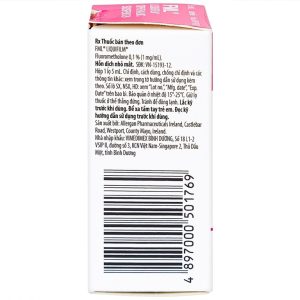 Rx Thuốc bán theo đơn
FML® LIQUIFILM®
Fluorometholone 0,1 % (1 mg/mL).
Hỗn dịch nhỏ mắt. SĐK: VN-15193-12.
Hộp 1 lọ 5 mL. Chỉ định, cách dùng, chống chỉ định và các
thông tin khác: xem trong tờ hướng dẫn sử dụng kèm
theo. Số lô SX, NSX, HD: xem "Lot no.", "Mfg. date", "Exp.
Date" trên bao bì. Bảo quản ở nhiệt độ 15°-25°C. Giữ
lọ thuốc ở thế thẳng đứng. Tránh đông lạnh. Lắc kỹ
trước khi dùng. Để xa tầm tay trẻ em. Đọc kỹ
hướng dẫn sử dụng trước khi dùng.
Sản xuất bởi: Allergan Pharmaceuticals Ireland, Castlebar
Road, Westport, County Mayo, Ireland.
Nhà nhập khẩu: VIMEDIMEX BÌNH DƯƠNG, Số 18 L1-2
VSIP II, đường số 3, KCN Việt Nam-Singapore 2, Thủ Dầu
Một, tỉnh Bình Dương
4 897000 501769